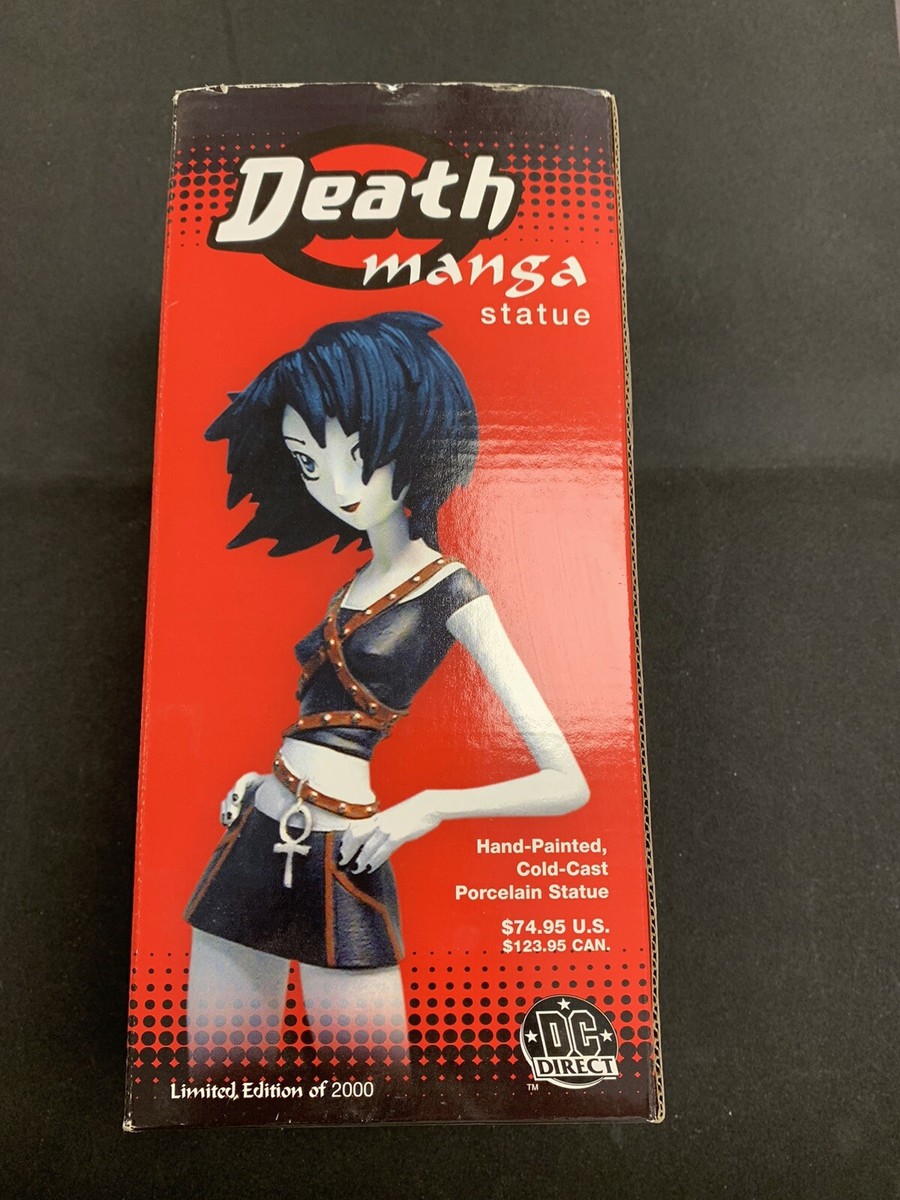 Death
manga
statue
Hand-Painted,
Cold-Cast
Porcelain Statue
$74.95 U.S.
$123.95 CAN.
DC
DIRECT
TM
Limited Edition of 2000